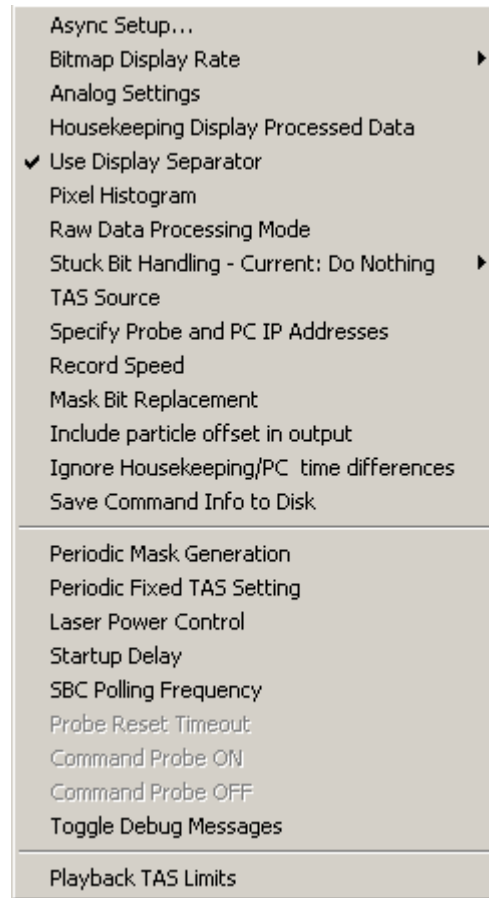 Async Setup...
Bitmap Display Rate
Analog Settings
Housekeeping Display Processed Data
Use Display Separator
Pixel Histogram
Raw Data Processing Mode
Stuck Bit Handling - Current: Do Nothing
TAS Source
Specify Probe and PC IP Addresses
Record Speed
Mask Bit Replacement
Include particle offset in output
Ignore Housekeeping/PC  time differences
Save Command Info to Disk
Periodic Mask Generation
Periodic Fixed TAS Setting
Laser Power Control
Startup Delay
SBC Polling Frequency
Probe Reset Timeout
Command Probe ON
Command Probe OFF
Toggle Debug Messages
Playback TAS Limits